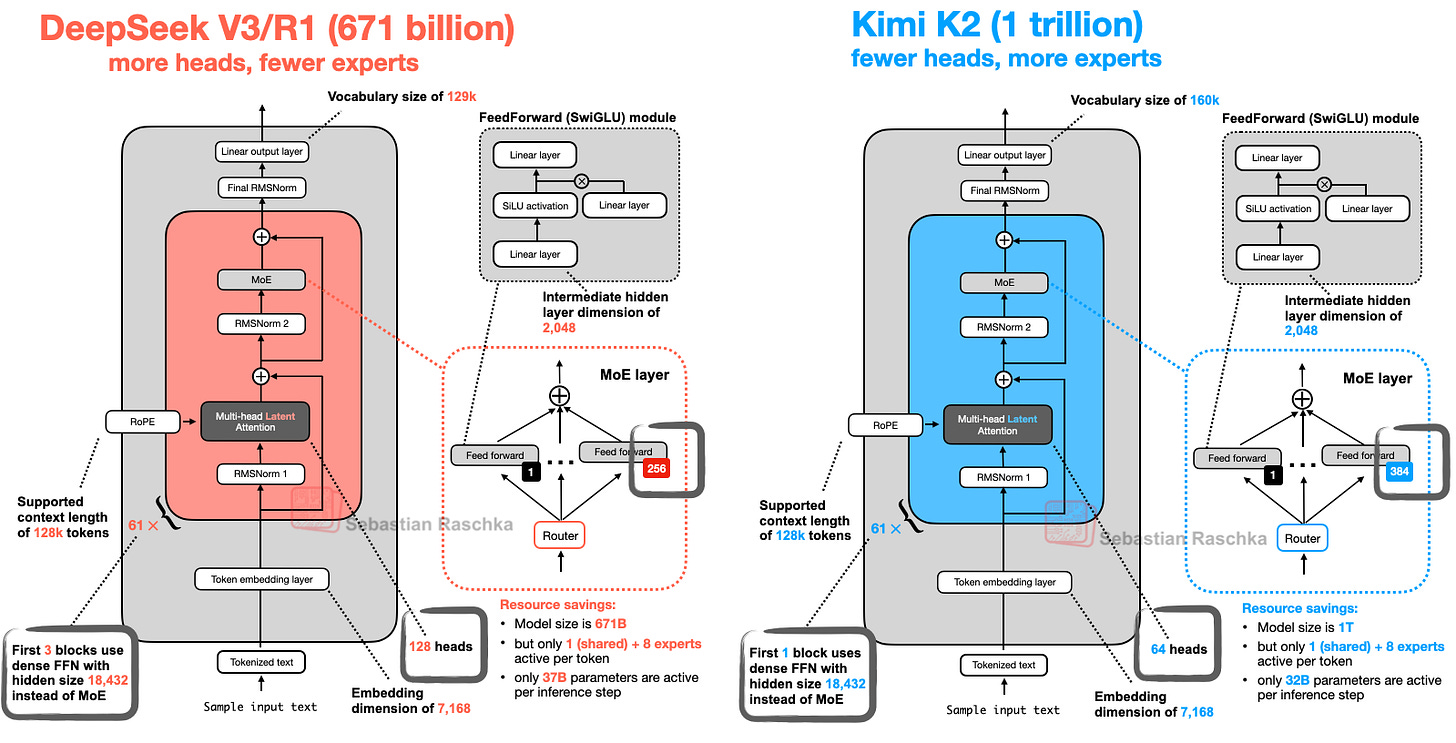 DeepSeek V3/R1 (671 billion)
more heads, fewer experts
Vocabulary size of 129k
FeedForward (SwiGLU) module
Linear output layer
Final RMSNorm
Linear layer
SiLU activation
Linear layer
Linear layer
MoE
RMSNorm 2
Intermediate hidden
layer dimension of
2,048
MoE layer
RoPE
Multi-head Latent
Attention
Feed forward
1
Feed forward
256
RMSNorm 1
Supported
context length
of 128k tokens
61 ×
Sebastian Raschka
Router
Token embedding layer
First 3 blocks use
dense FFN with
hidden size 18,432
instead of MoE
128 heads
Resource savings:
• Model size is 671B
• but only 1 (shared) + 8 experts
active per token
• only 37B parameters are active
per inference step
Tokenized text
Embedding
dimension of 7,168
Sample input text
Kimi K2 (1 trillion)
fewer heads, more experts
Vocabulary size of 160k
FeedForward (SwiGLU) module
Linear output layer
Final RMSNorm
Linear layer
SiLU activation
Linear layer
Linear layer
MoE
RMSNorm 2
Intermediate hidden
layer dimension of
2,048
MoE layer
RoPE
Multi-head Latent
Attention
Feed forward
1
Feed forward
384
RMSNorm 1
Supported
context length
of 128k tokens
61 ×
Sebastian Raschka
Router
Token embedding layer
First 1 block uses
dense FFN with
hidden size 18,432
instead of MoE
64 heads
Resource savings:
• Model size is 1T
• but only 1 (shared) + 8 experts
active per token
• only 32B parameters are active
per inference step
Tokenized text
Embedding
dimension of 7,168
Sample input text